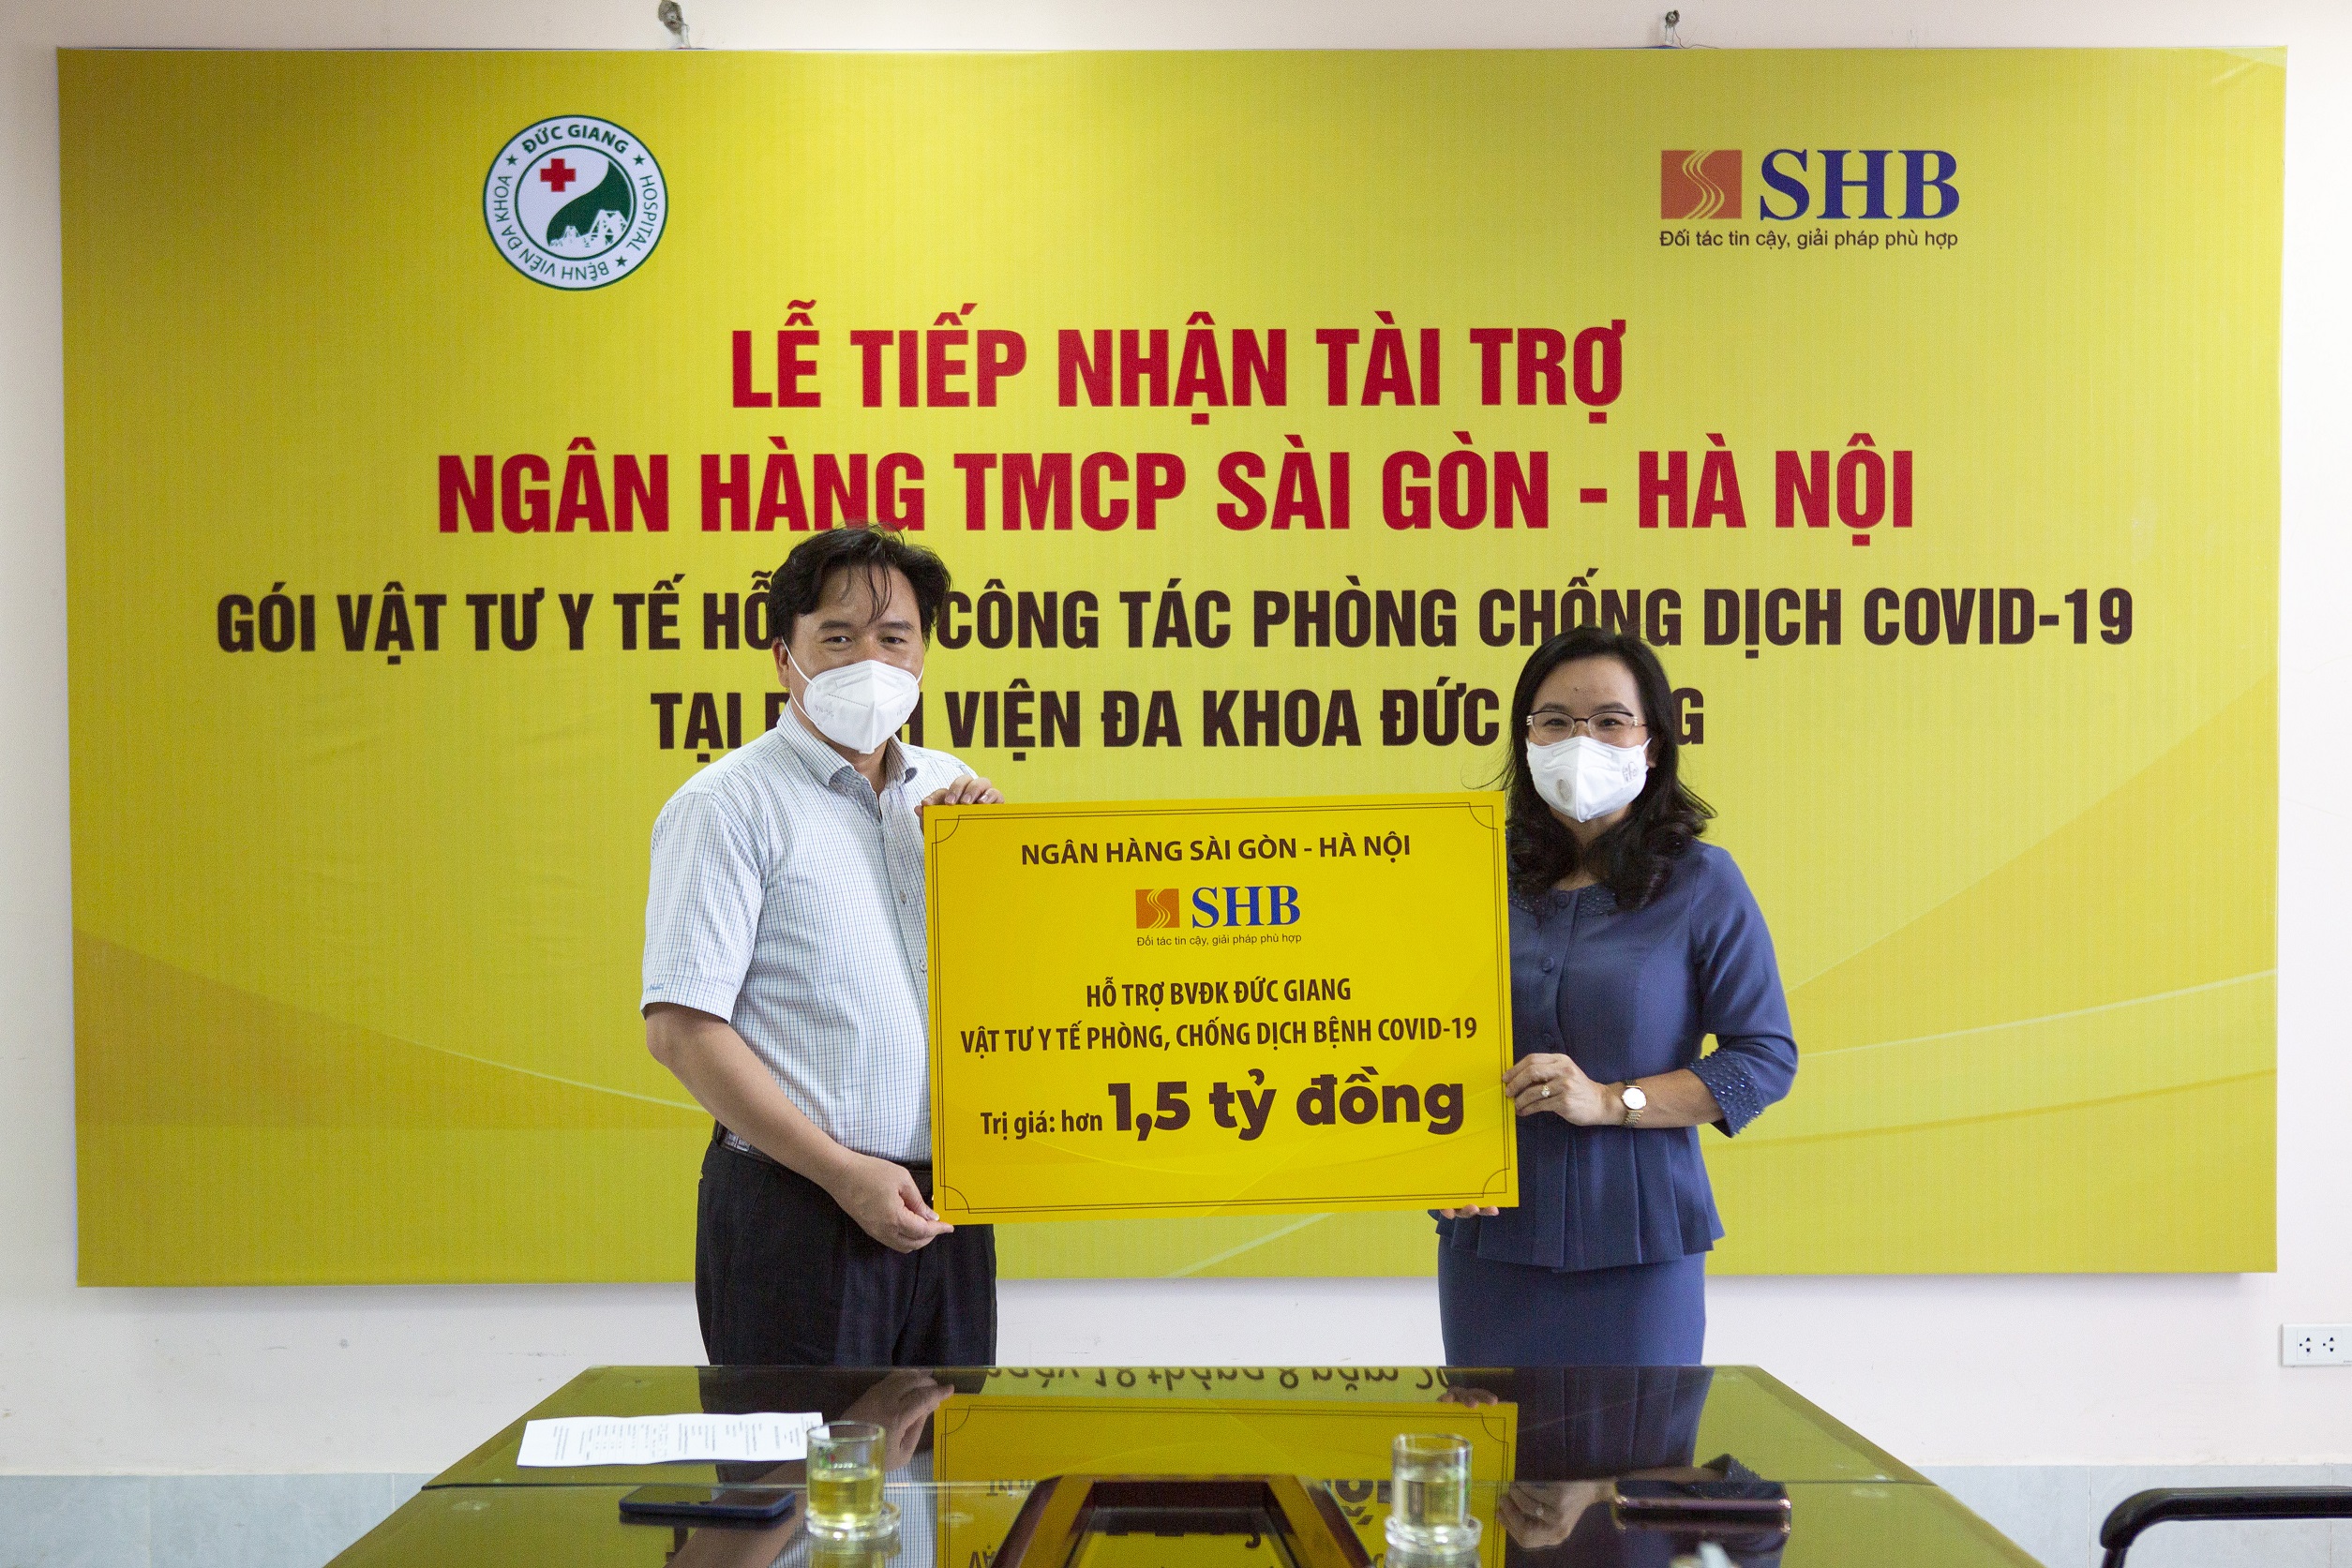 ĐỨC GIANG
BỆNH VIỆN ĐA KHOA
HOSPITAL
SHB
Đối tác tin cậy, giải pháp phù hợp
LỄ TIẾP NHẬN TÀI TRỢ
NGÂN HÀNG TMCP SÀI GÒN - HÀ NỘI
GÓI VẬT TƯ Y TẾ HỖ CÔNG TÁC PHÒNG CHỐNG DỊCH COVID-19
TẠI VIỆN ĐA KHOA ĐỨC
NGÂN HÀNG SÀI GÒN - HÀ NỘI
SHB
Đối tác tin cậy, giải pháp phù hợp
HỖ TRỢ BVĐK ĐỨC GIANG
VẬT TƯ Y TẾ PHÒNG, CHỐNG DỊCH BỆNH COVID-19
Trị giá: hơn 1,5 tỷ đồng